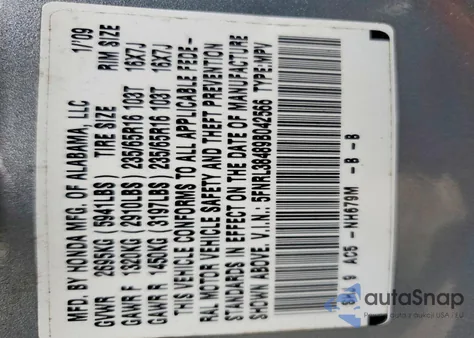 MFD. BY HONDA MFG. OF ALABAMA, LLC 1/'09
GVWR 2695KG (5941LBS) TIRE SIZE RIM SIZE
GAWR F 1320KG (2910LBS) 235/65R16 103T 16X7J
GAWR R 1450KG (3197LBS) 235/65R16 103T 16X7J
THIS VEHICLE CONFORMS TO ALL APPLICABLE FEDE-
RAL MOTOR VEHICLE SAFETY AND THEFT PREVENTION
STANDARDS IN EFFECT ON THE DATE OF MANUFACTURE
SHOWN ABOVE. V.I.N.: 5FNRL38469B042566 TYPE:MPV
9 AC5 -NH679M -B -B
autaSnap